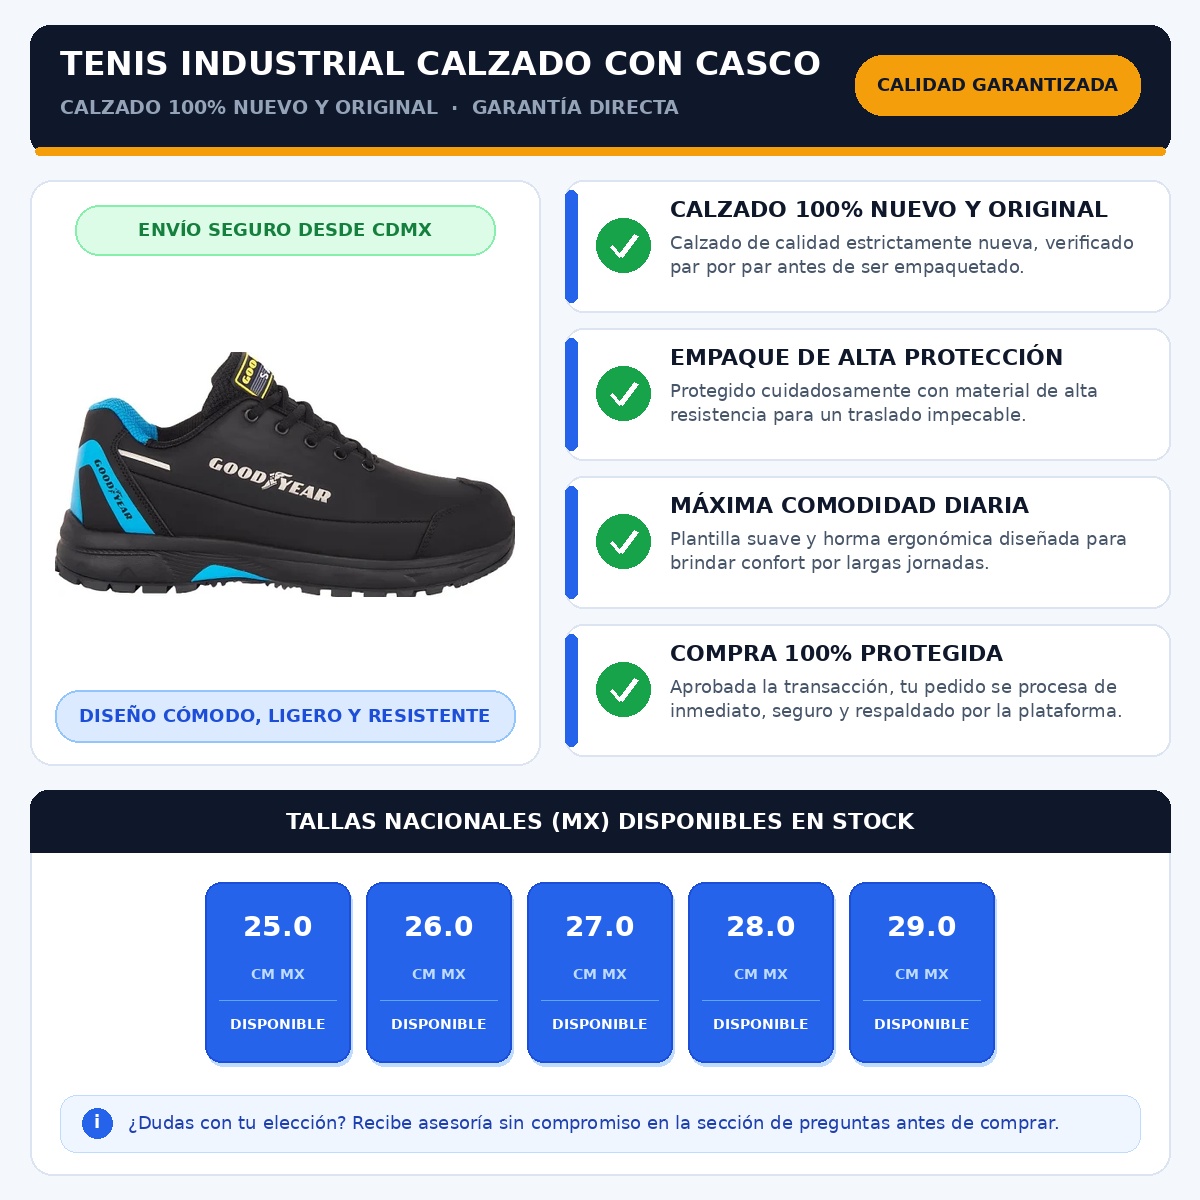 TENIS INDUSTRIAL CALZADO CON CASCO
CALZADO 100% NUEVO Y ORIGINAL · GARANTÍA DIRECTA
CALIDAD GARANTIZADA
ENVÍO SEGURO DESDE CDMX
GOOD YEAR
GOOD YEAR
DISEÑO CÓMODO, LIGERO Y RESISTENTE
CALZADO 100% NUEVO Y ORIGINAL
Calzado de calidad estrictamente nueva, verificado
par por par antes de ser empaquetado.
EMPAQUE DE ALTA PROTECCIÓN
Protegido cuidadosamente con material de alta
resistencia para un traslado impecable.
MÁXIMA COMODIDAD DIARIA
Plantilla suave y horma ergonómica diseñada para
brindar confort por largas jornadas.
COMPRA 100% PROTEGIDA
Aprobada la transacción, tu pedido se procesa de
inmediato, seguro y respaldado por la plataforma.
TALLAS NACIONALES (MX) DISPONIBLES EN STOCK
25.0 26.0 27.0 28.0 29.0
CM MX CM MX CM MX CM MX CM MX
DISPONIBLE DISPONIBLE DISPONIBLE DISPONIBLE DISPONIBLE
i ¿Dudas con tu elección? Recibe asesoría sin compromiso en la sección de preguntas antes de comprar.